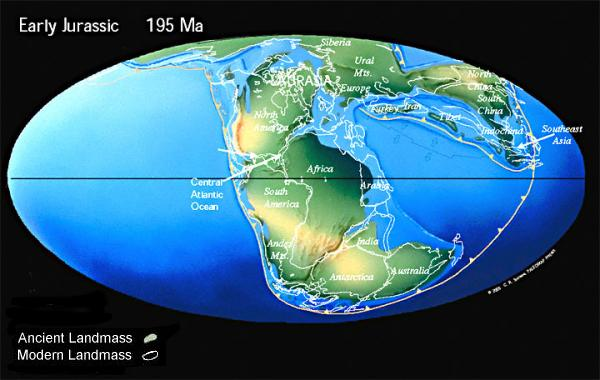 Early Jurassic 195 Ma
Siberia
LAURASIA
Ural
Mts.
Europe
North
China
South
China
Turkey
Iran
Tibet
Indochina
Southeast
Asia
North
America
Africa
Arabia
Central
Atlantic
Ocean
South
America
Andes
Mts.
India
Antarctica
Australia
Ancient Landmass
Modern Landmass